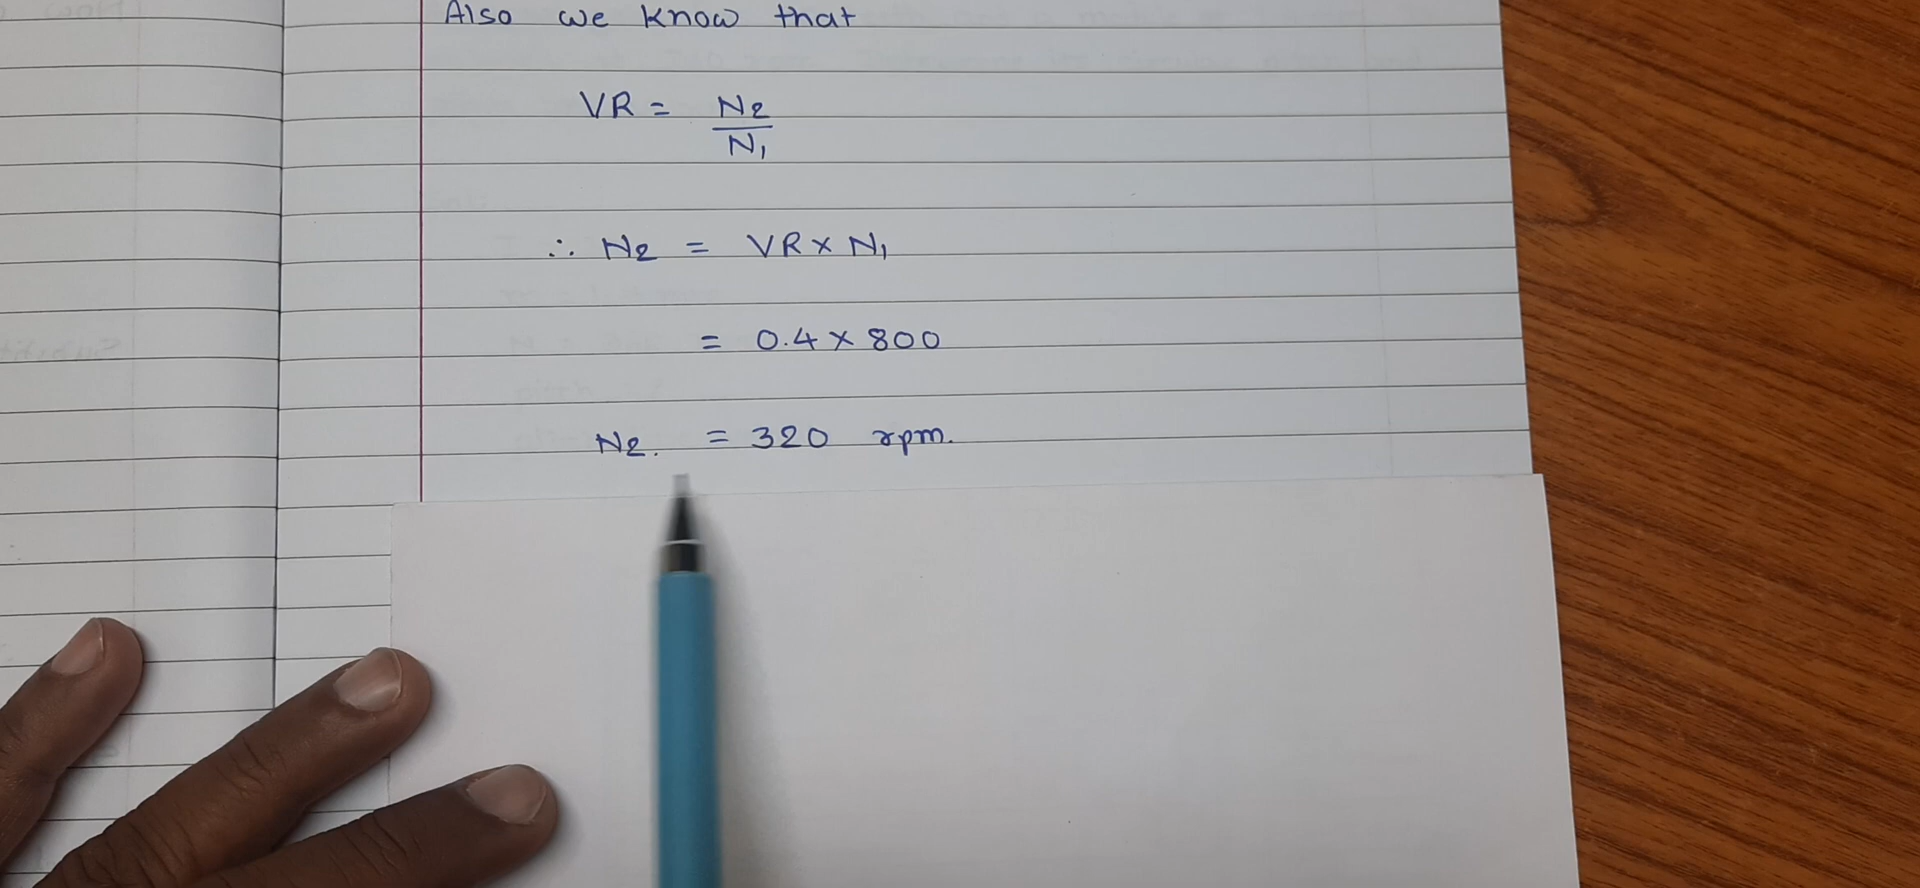 Also we know that
VR = N2/N1
∴ N2 = VR × N1
= 0.4 × 800
N2. = 320 rpm.